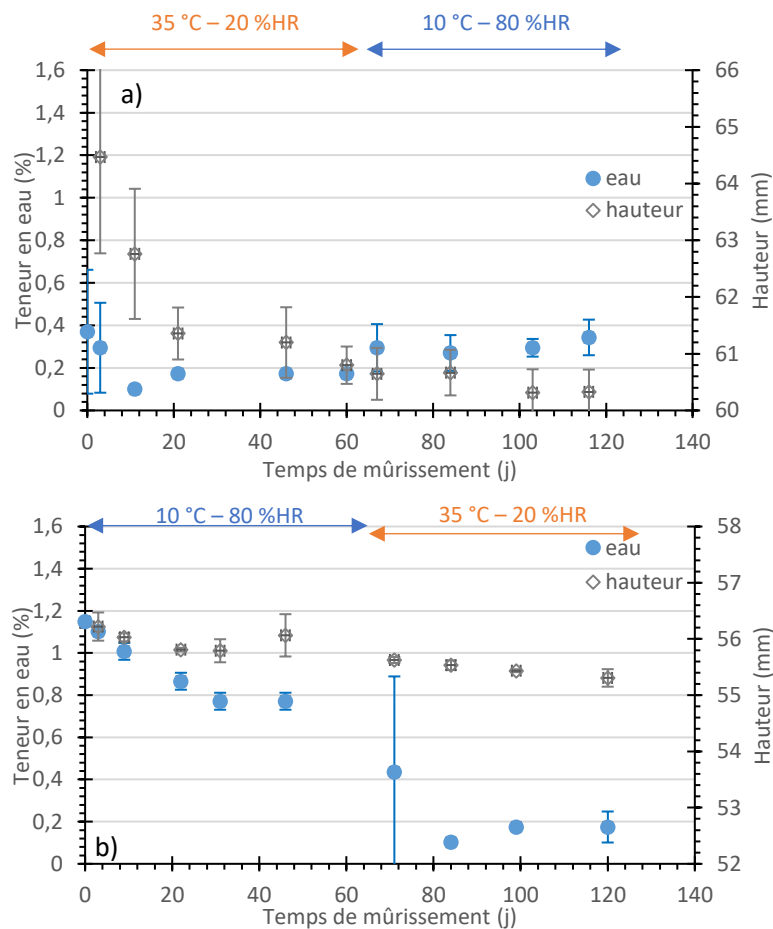 35 °C – 20 %HR
10 °C – 80 %HR
a)
Teneur en eau (%)
1,6
1,4
1,2
1
0,8
0,6
0,4
0,2
0
eau
hauteur
66
65
64
63
62
61
60
Hauteur (mm)
0 20 40 60 80 100 120 140
Temps de mûrissement (j)
10 °C – 80 %HR
35 °C – 20 %HR
Teneur en eau (%)
1,6
1,4
1,2
1
0,8
0,6
0,4
0,2
0
b)
eau
hauteur
58
57
56
55
54
53
52
Hauteur (mm)
0 20 40 60 80 100 120 140
Temps de mûrissement (j)